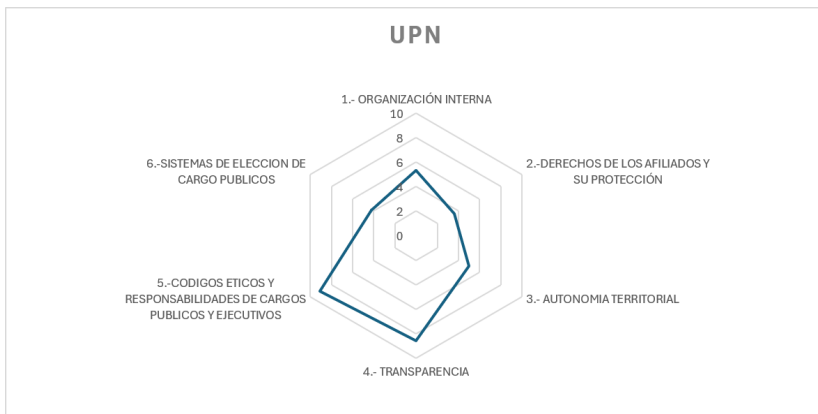 UPN
1.- ORGANIZACIÓN INTERNA
10
8
6
4
2
0
2.-DERECHOS DE LOS AFILIADOS Y
SU PROTECCIÓN
3.- AUTONOMIA TERRITORIAL
4.- TRANSPARENCIA
5.-CODIGOS ETICOS Y
RESPONSABILIDADES DE CARGOS
PUBLICOS Y EJECUTIVOS
6.-SISTEMAS DE ELECCION DE
CARGO PUBLICOS